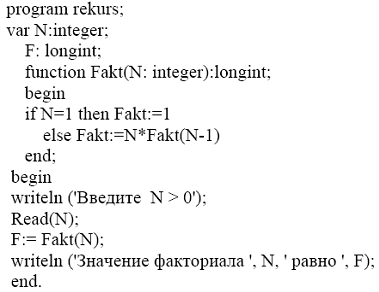 program rekurs;
var N:integer;
F: longint;
function Fakt(N: integer):longint;
begin
if N=1 then Fakt:=1
else Fakt:=N*Fakt(N-1)
end;
begin
writeln ('Введите N > 0');
Read(N);
F:= Fakt(N);
writeln ('Значение факториала ', N, ' равно ', F);
end.